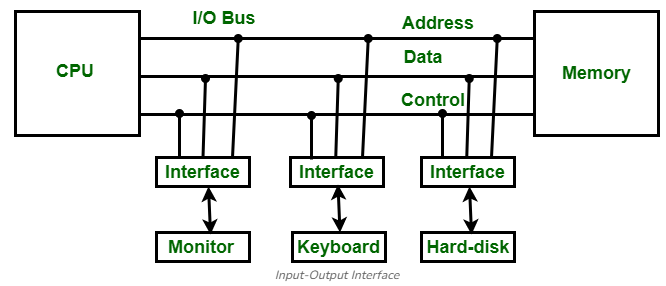 I/O Bus
Address
CPU
Data
Memory
Control
Interface
Interface
Interface
Monitor
Keyboard
Hard-disk
Input-Output Interface